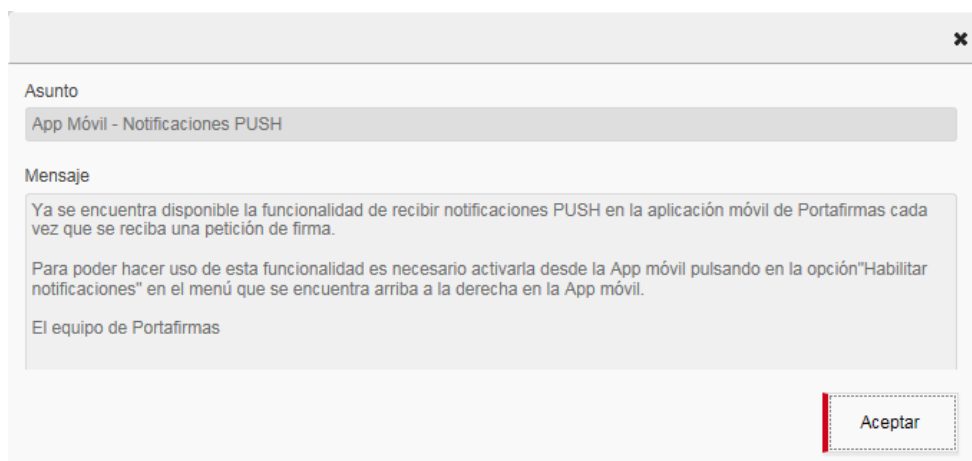 Asunto
App Móvil - Notificaciones PUSH
Mensaje
Ya se encuentra disponible la funcionalidad de recibir notificaciones PUSH en la aplicación móvil de Portafirmas cada
vez que se reciba una petición de firma.
Para poder hacer uso de esta funcionalidad es necesario activarla desde la App móvil pulsando en la opción"Habilitar
notificaciones" en el menú que se encuentra arriba a la derecha en la App móvil.
El equipo de Portafirmas
Aceptar